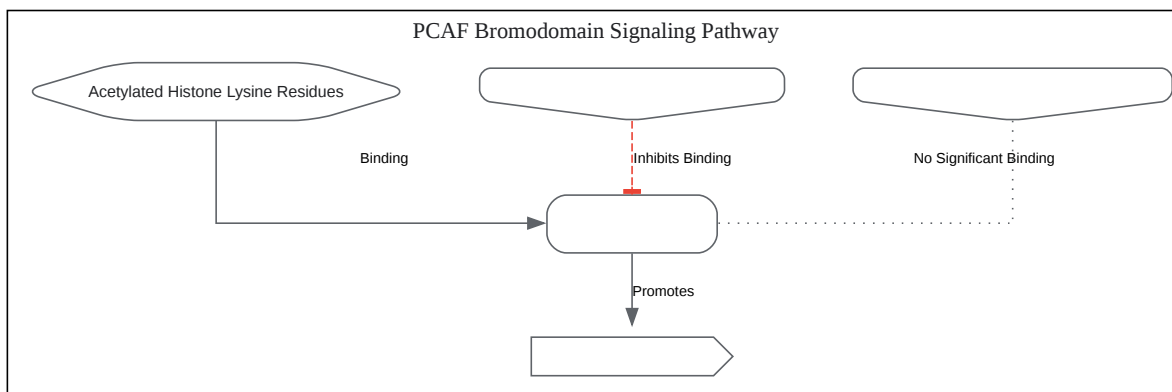 PCAF Bromodomain Signaling Pathway
Acetylated Histone Lysine Residues
Binding
Inhibits Binding
No Significant Binding
Promotes